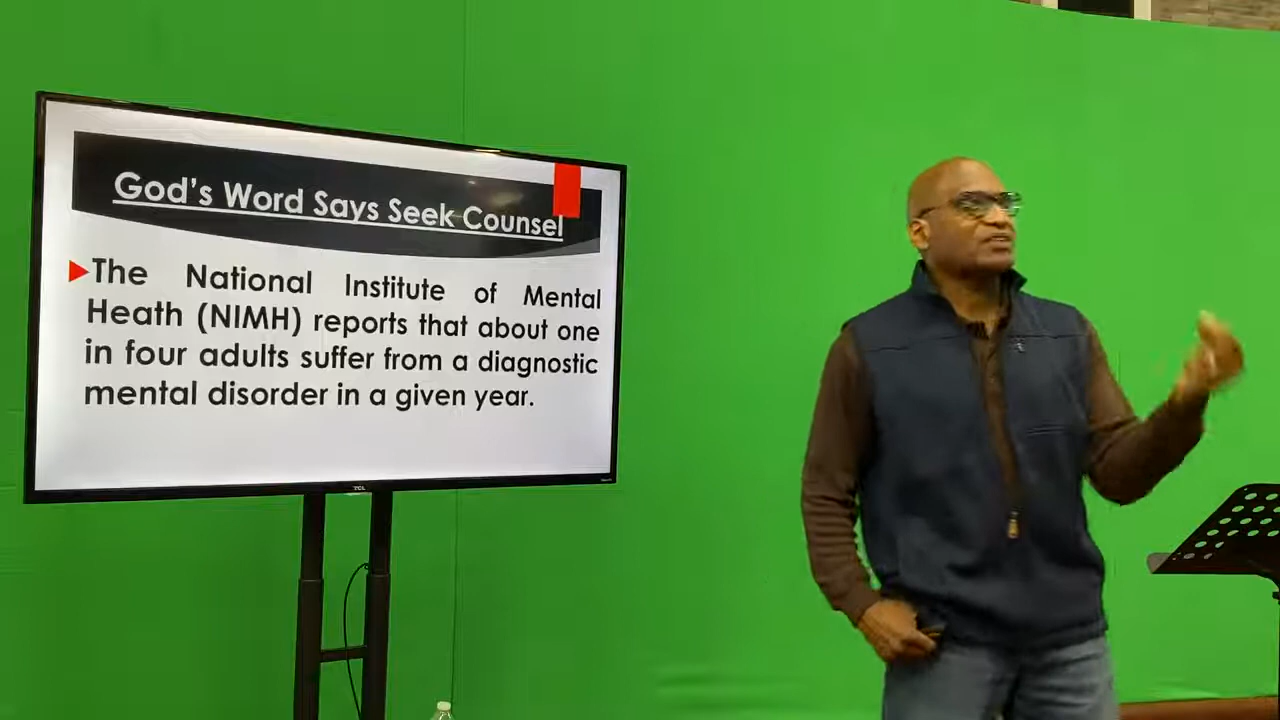 God's Word Says Seek Counsel
The National Institute of Mental
Heath (NIMH) reports that about one
in four adults suffer from a diagnostic
mental disorder in a given year.
TCL